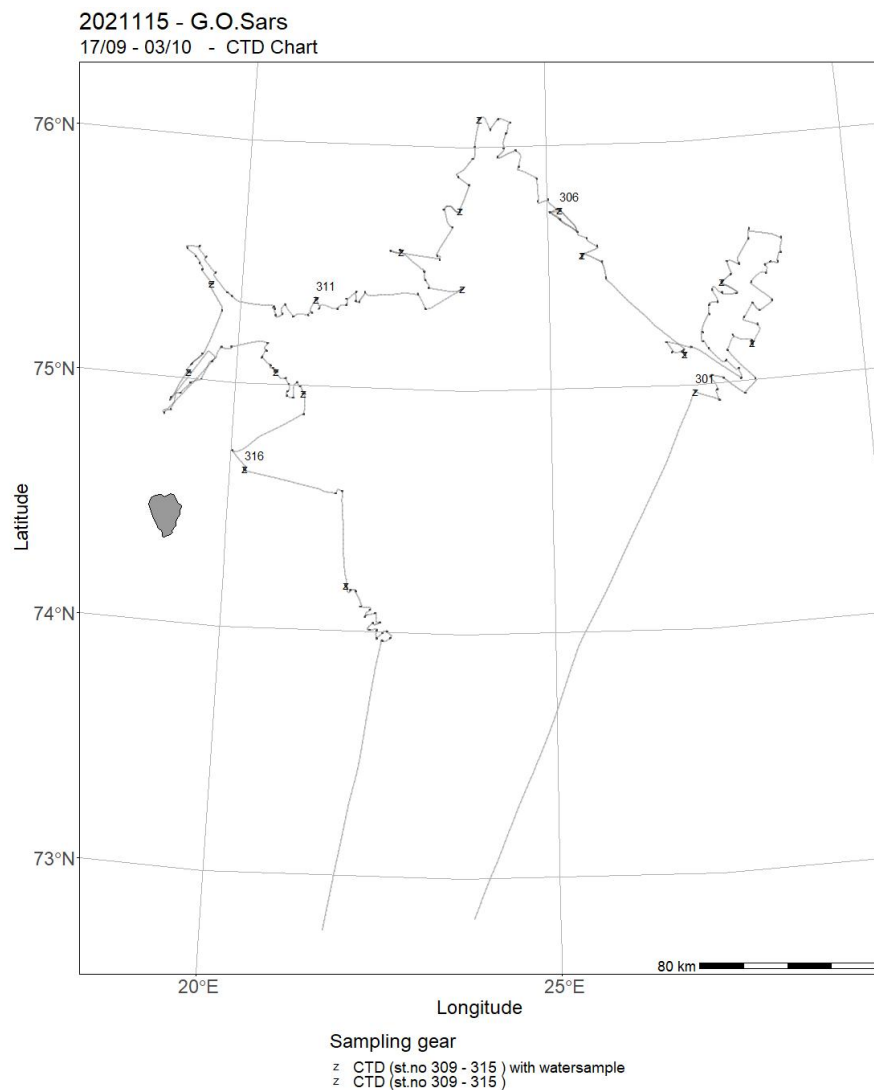 2021115 - G.O.Sars
17/09 - 03/10 - CTD Chart
76°N
306
311
75°N
301
316
Latitude
74°N
73°N
80 km
20°E
25°E
Longitude
Sampling gear
z CTD (st.no 309 - 315 ) with watersample
z CTD (st.no 309 - 315 )